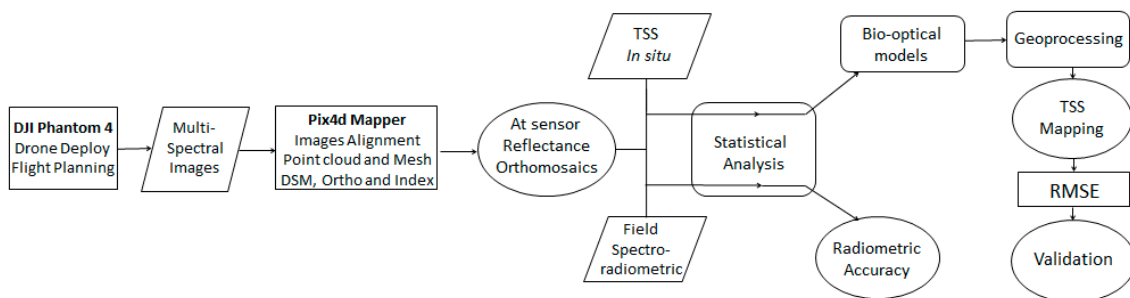 DJI Phantom 4
Drone Deploy
Flight Planning
Multi-
Spectral
Images
Pix4d Mapper
Images Alignment
Point cloud and Mesh
DSM, Ortho and Index
At sensor
Reflectance
Orthomosaics
TSS
In situ
Field
Spectro-
radiometric
Statistical
Analysis
Bio-optical
models
Radiometric
Accuracy
Geoprocessing
TSS
Mapping
RMSE
Validation